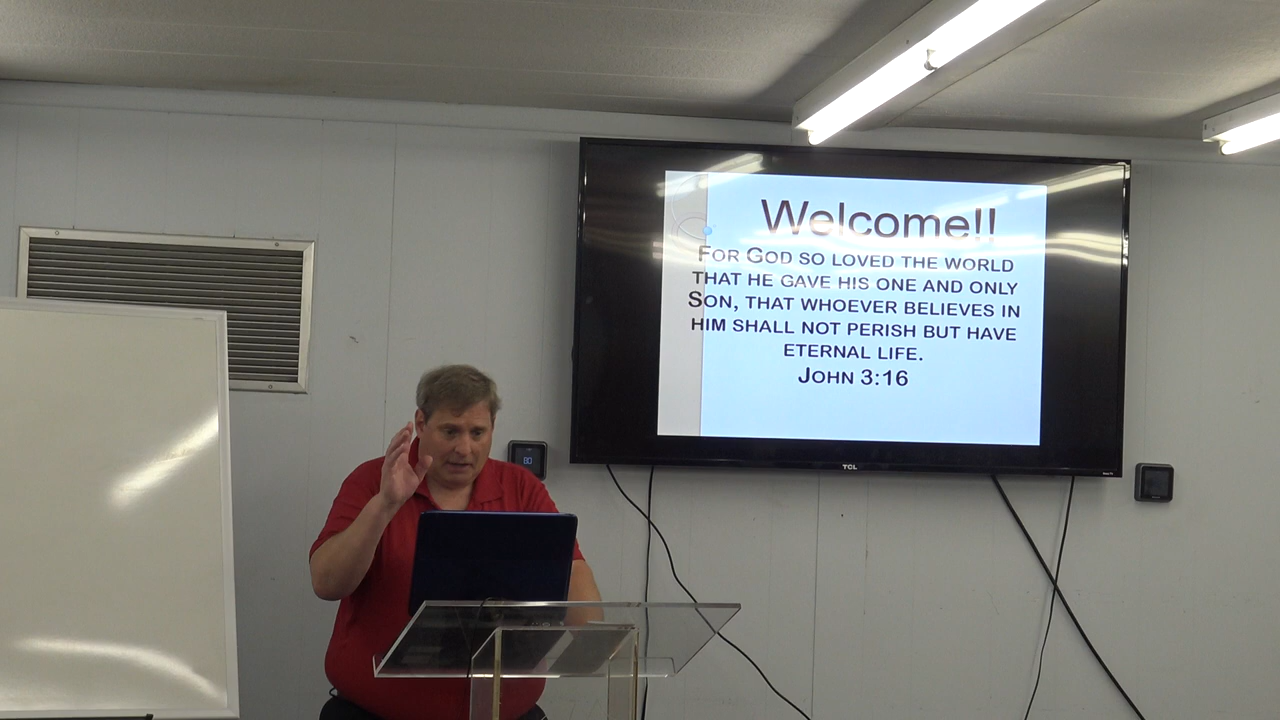 Welcome!!
FOR GOD SO LOVED THE WORLD
THAT HE GAVE HIS ONE AND ONLY
SON, THAT WHOEVER BELIEVES IN
HIM SHALL NOT PERISH BUT HAVE
ETERNAL LIFE.
JOHN 3:16
TCL